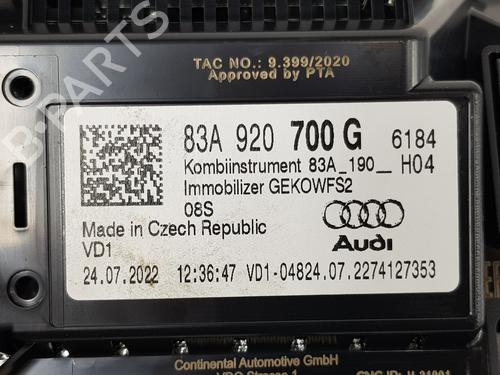 TAC NO.: 9.399/2020
Approved by PTA
83A 920 700 G 6184
Kombiinstrument 83A_190__ H04
Immobilizer GEKOWFS2
08S
Made in Czech Republic
VD1
Audi
24.07.2022 12:36:47 VD1-04824.07.2274127353
Continental Automotive GmbH
B-PARTS